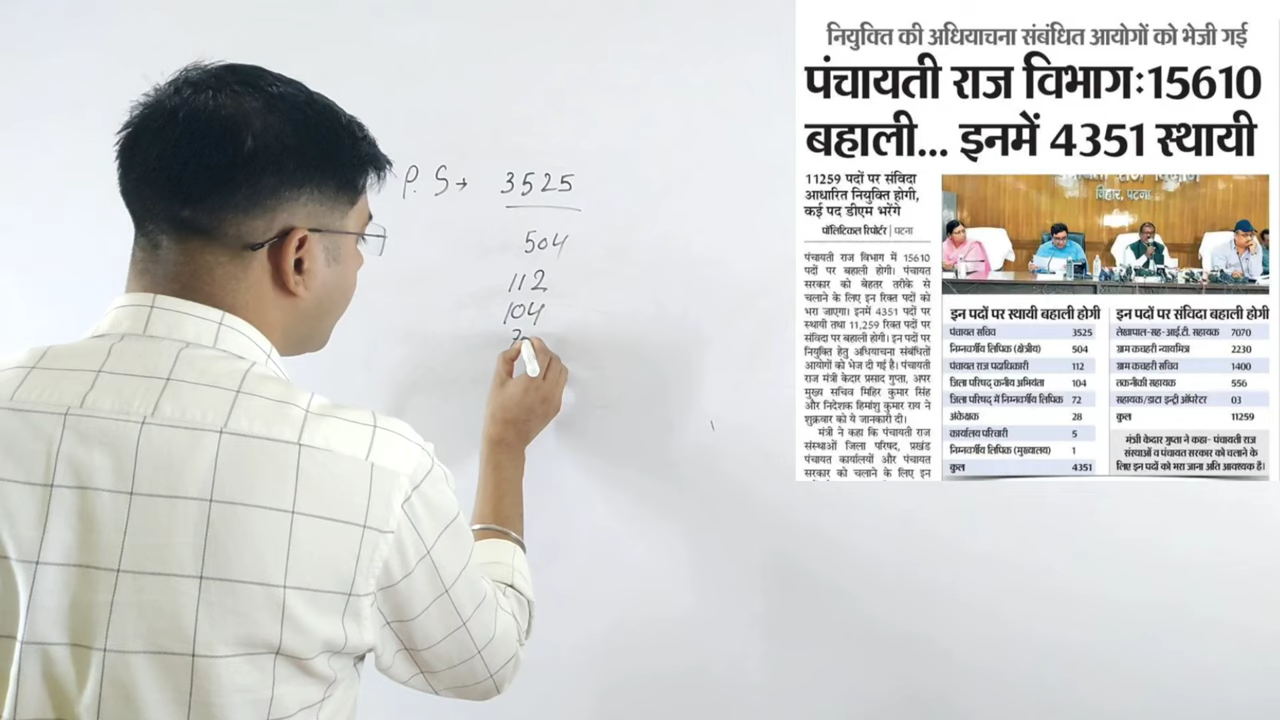 P. S → 3525
504
112
104
7
नियुक्ति की अधियाचना संबंधित आयोगों को भेजी गई
पंचायती राज विभागः15610
बहाली... इनमें 4351 स्थायी
11259 पदों पर संविदा
आधारित नियुक्ति होगी,
कई पद डीएम भरेंगे
पॉलिटिकल रिपोर्टर | पटना
पंचायती राज विभाग में 15610
पदों पर बहाली होगी। पंचायत
सरकार को बेहतर तरीके से
चलाने के लिए इन रिक्त पदों को
भरा जाएगा। इनमें 4351 पदों पर
स्थायी तथा 11,259 रिक्त पदों पर
संविदा पर बहाली होगी। इन पदों पर
नियुक्ति हेतु अधियाचना संबंधित
आयोगों को भेज दी गई है। पंचायती
राज मंत्री केदार प्रसाद गुप्ता, अपर
मुख्य सचिव मिहिर कुमार सिंह
और निदेशक हिमांशु कुमार राय ने
शुक्रवार को ये जानकारी दी।
मंत्री ने कहा कि पंचायती राज
संस्थाओं जिला परिषद, प्रखंड
पंचायत कार्यालयों और पंचायत
सरकार को चलाने के लिए इन
बिहार, पटना
इन पदों पर स्थायी बहाली होगी
पंचायत सचिव 3525
निम्नवर्गीय लिपिक (क्षेत्रीय) 504
पंचायत राज पदाधिकारी 112
जिला परिषद् कनीय अभियंता 104
जिला परिषद् में निम्नवर्गीय लिपिक 72
अंकेक्षक 28
कार्यालय परिचारी 5
निम्नवर्गीय लिपिक (मुख्यालय) 1
कुल 4351
इन पदों पर संविदा बहाली होगी
लेखापाल-सह-आई.टी. सहायक 7070
ग्राम कचहरी न्यायमित्र 2230
ग्राम कचहरी सचिव 1400
तकनीकी सहायक 556
सहायक/डाटा इन्ट्री ऑपरेटर 03
कुल 11259
मंत्री केदार गुप्ता ने कहा- पंचायती राज
संस्थाओं व पंचायत सरकार को चलाने के
लिए इन पदों को भरा जाना अति आवश्यक है।